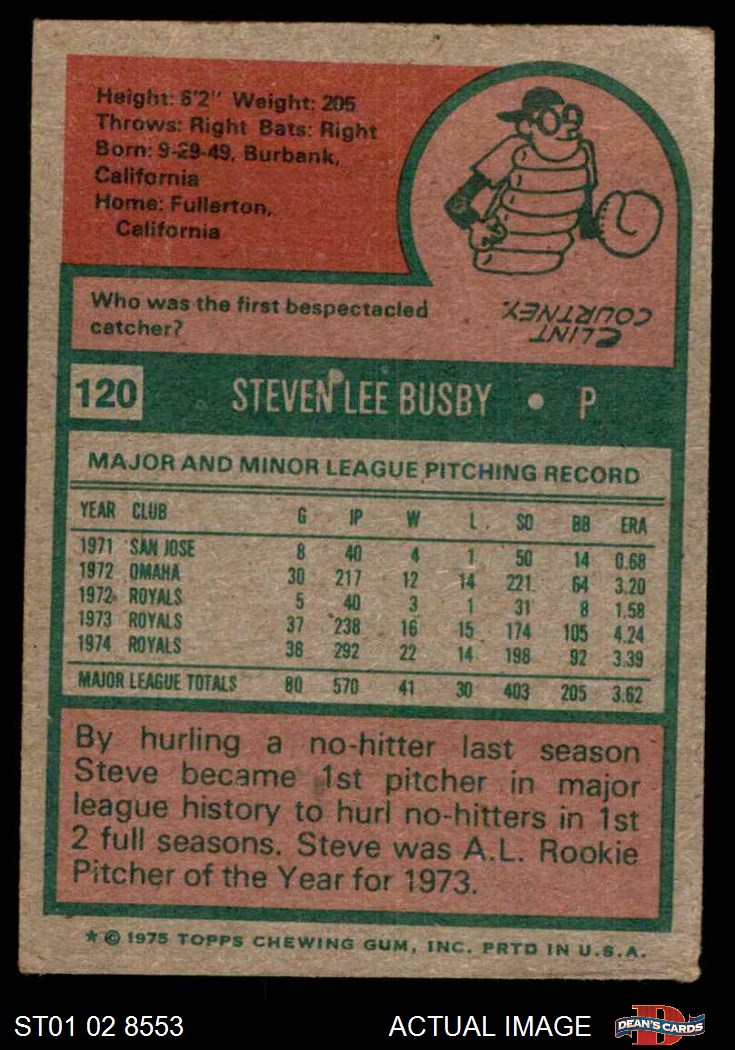 Height: 6'2" Weight: 205
Throws: Right Bats: Right
Born: 9-29-49, Burbank,
California
Home: Fullerton,
California
Who was the first bespectacled
catcher?
CLINT
COURTNEY.
120 STEVEN LEE BUSBY • P
MAJOR AND MINOR LEAGUE PITCHING RECORD
YEAR CLUB G IP W L SO BB ERA
1971 SAN JOSE 8 40 4 1 50 14 0.68
1972 OMAHA 30 217 12 14 221 64 3.20
1972 ROYALS 5 40 3 1 31 8 1.58
1973 ROYALS 37 238 16 15 174 105 4.24
1974 ROYALS 38 292 22 14 198 92 3.39
MAJOR LEAGUE TOTALS 80 570 41 30 403 205 3.62
By hurling a no-hitter last season
Steve became 1st pitcher in major
league history to hurl no-hitters in 1st
2 full seasons. Steve was A.L. Rookie
Pitcher of the Year for 1973.
* © 1975 TOPPS CHEWING GUM, INC. PRTD IN U.S.A.
ST01 02 8553 ACTUAL IMAGE D DEAN'S CARDS